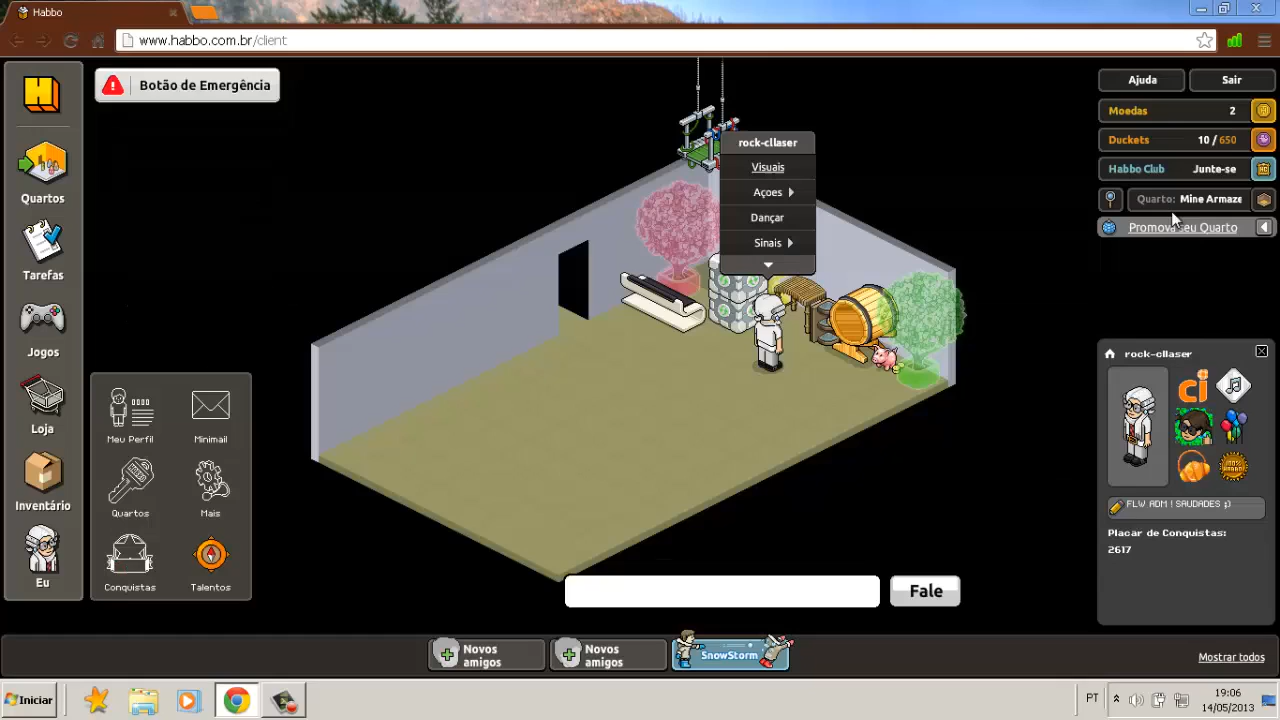 Habbo
www.habbo.com.br/client
Botão de Emergência
Ajuda
Sair
Moedas 2
Duckets 10 / 650
Habbo Club Junte-se
Quarto: Mine Armaze
Promova seu Quarto
Quartos
Tarefas
Jogos
Loja
Inventário
Eu
rock-cllaser
Visuais
Açoes
Dançar
Sinais
Meu Perfil
Minimail
Quartos
Mais
Conquistas
Talentos
rock-cllaser
ci
FLW ADM ! SAUDADES ;)
Placar de Conquistas:
2617
Fale
Novos
amigos
Novos
amigos
SnowStorm
Mostrar todos
Iniciar
PT
19:06
14/05/2013